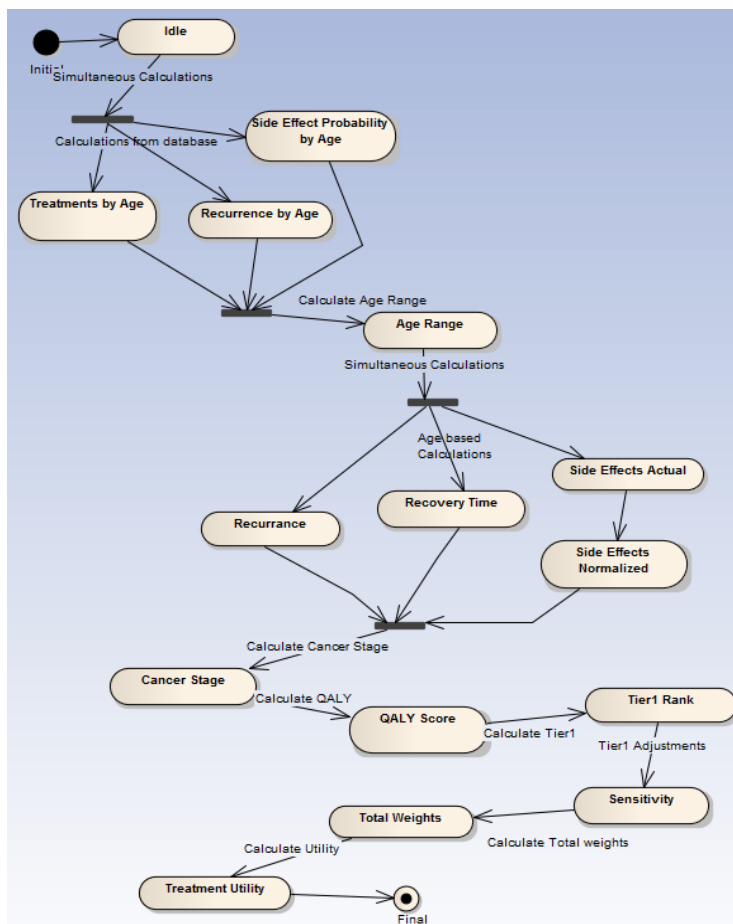 Idle
Initial
Simultaneous Calculations
Side Effect Probability
by Age
Calculations from database
Treatments by Age
Recurrence by Age
Calculate Age Range
Age Range
Simultaneous Calculations
Age based
Calculations
Side Effects Actual
Recovery Time
Recurrance
Side Effects
Normalized
Calculate Cancer Stage
Cancer Stage
Calculate QALY
Tier1 Rank
QALY Score
Calculate Tier1
Tier1 Adjustments
Sensitivity
Total Weights
Calculate Total weights
Calculate Utility
Treatment Utility
Final